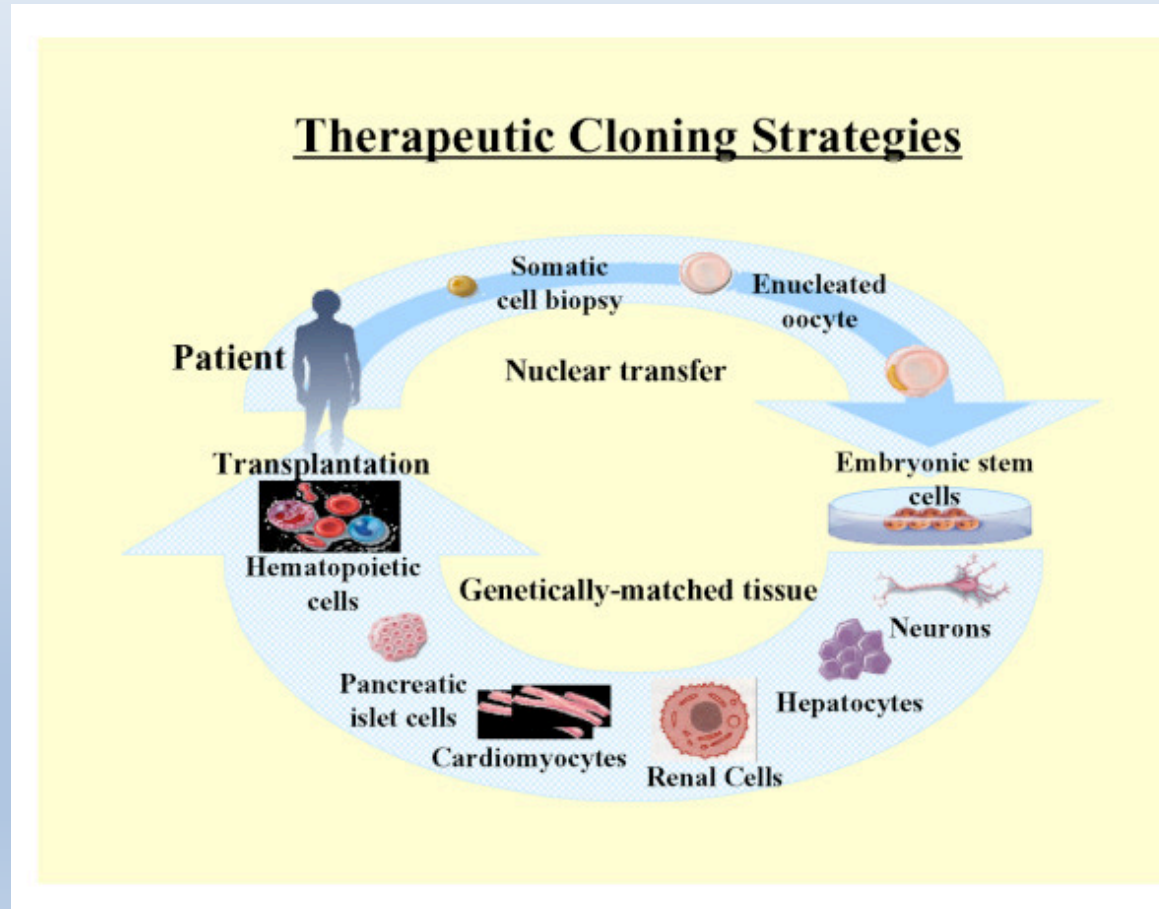 Therapeutic Cloning Strategies
Somatic
cell biopsy
Enucleated
oocyte
Patient
Nuclear transfer
Transplantation
Embryonic stem
cells
Hematopoietic
cells
Genetically-matched tissue
Neurons
Pancreatic
islet cells
Hepatocytes
Cardiomyocytes
Renal Cells